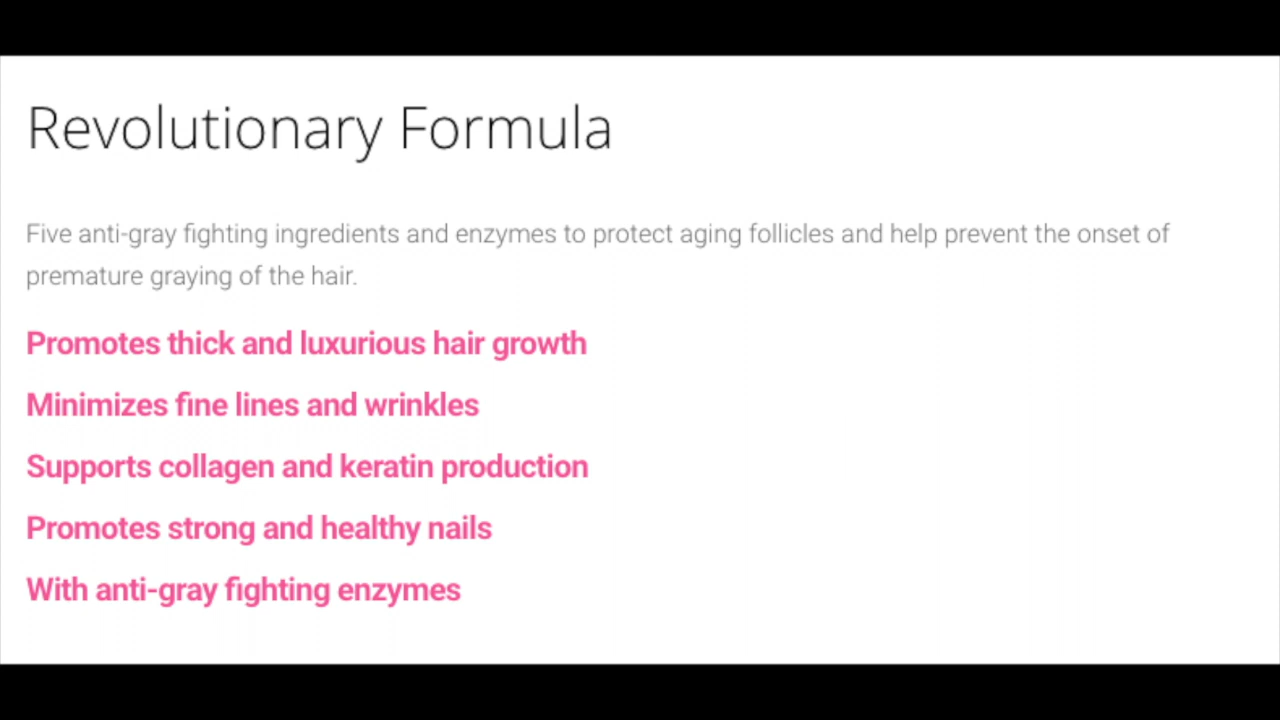 Revolutionary Formula
Five anti-gray fighting ingredients and enzymes to protect aging follicles and help prevent the onset of
premature graying of the hair.
Promotes thick and luxurious hair growth
Minimizes fine lines and wrinkles
Supports collagen and keratin production
Promotes strong and healthy nails
With anti-gray fighting enzymes